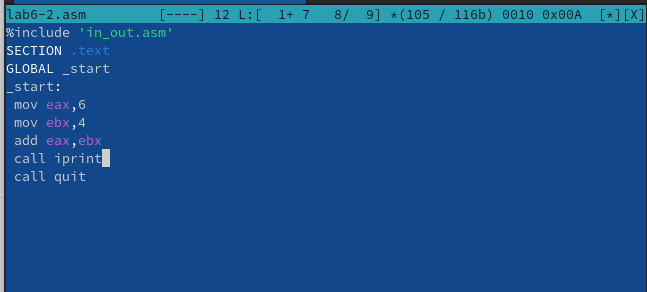 lab6-2.asm [----] 12 L:[ 1+ 7 8/ 9] *(105 / 116b) 0010 0x00A [*][X]
%include 'in_out.asm'
SECTION .text
GLOBAL _start
_start:
mov eax,6
mov ebx,4
add eax,ebx
call iprint
call quit